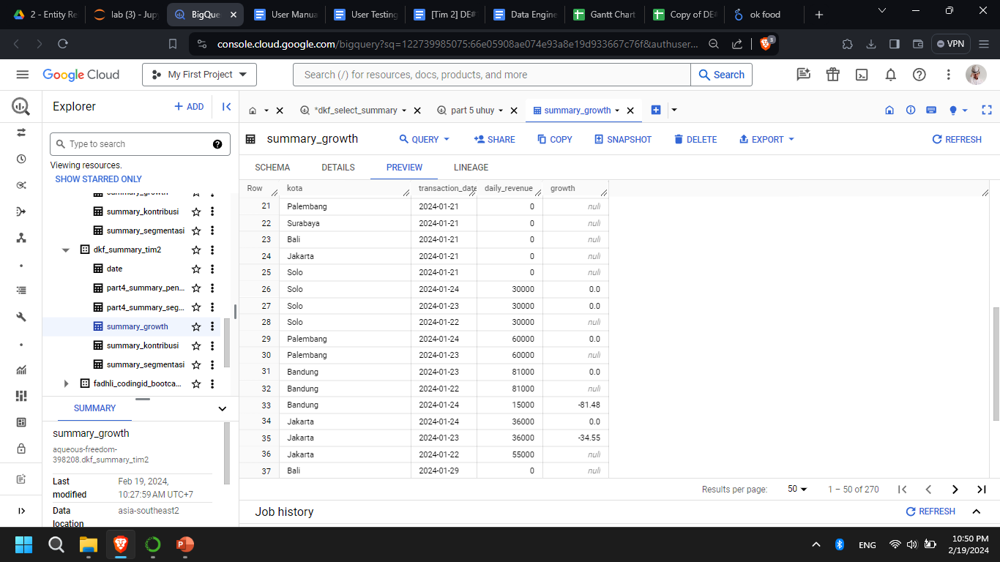 2 - Entity Re
lab (3) - Jup
BigQue
User Manua
User Testing
[Tim 2] DE#
Data Engine
Gantt Chart
Copy of DE#
ok food
console.cloud.google.com/bigquery?sq=122739985075:66e05908ae074e93a8e19d933667c76f&authuser...
3
VPN
Google Cloud
My First Project
Search (/) for resources, docs, products, and more
Search
Explorer
+ ADD
*dkf_select_summary
part 5 uhuy
summary_growth
Type to search
Viewing resources.
SHOW STARRED ONLY
summary_growth
summary_kontribusi
summary_segmentasi
dkf_summary_tim2
date
part4_summary_pen...
part4_summary_seg...
summary_growth
summary_kontribusi
summary_segmentasi
fadhli_codingid_bootca...
SUMMARY
summary_growth
aqueous-freedom-
398208.dkf_summary_tim2
Last modified Feb 19, 2024, 10:27:59 AM UTC+7
Data location asia-southeast2
summary_growth
QUERY
SHARE
COPY
SNAPSHOT
DELETE
EXPORT
REFRESH
SCHEMA DETAILS PREVIEW LINEAGE
Row kota transaction_date daily_revenue growth
21 Palembang 2024-01-21 0 null
22 Surabaya 2024-01-21 0 null
23 Bali 2024-01-21 0 null
24 Jakarta 2024-01-21 0 null
25 Solo 2024-01-21 0 null
26 Solo 2024-01-24 30000 0.0
27 Solo 2024-01-23 30000 0.0
28 Solo 2024-01-22 30000 null
29 Palembang 2024-01-24 60000 0.0
30 Palembang 2024-01-23 60000 null
31 Bandung 2024-01-23 81000 0.0
32 Bandung 2024-01-22 81000 null
33 Bandung 2024-01-24 15000 -81.48
34 Jakarta 2024-01-24 36000 0.0
35 Jakarta 2024-01-23 36000 -34.55
36 Jakarta 2024-01-22 55000 null
37 Bali 2024-01-29 0 null
Results per page: 50 1 – 50 of 270
Job history
REFRESH
ENG
10:50 PM
2/19/2024